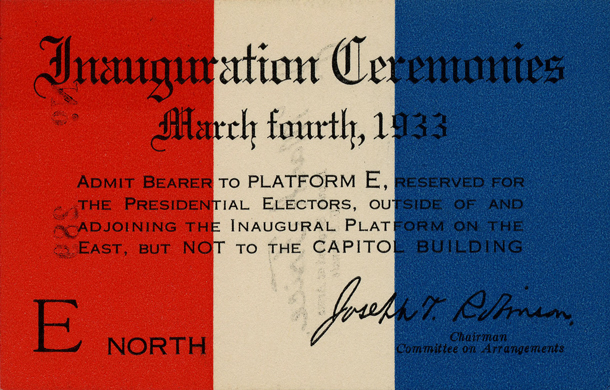 Inauguration Ceremonies
March fourth, 1933
ADMIT BEARER TO PLATFORM E, RESERVED FOR
THE PRESIDENTIAL ELECTORS, OUTSIDE OF AND
ADJOINING THE INAUGURAL PLATFORM ON THE
EAST, BUT NOT TO THE CAPITOL BUILDING
E NORTH
Joseph T. Robinson,
Chairman
Committee on Arrangements